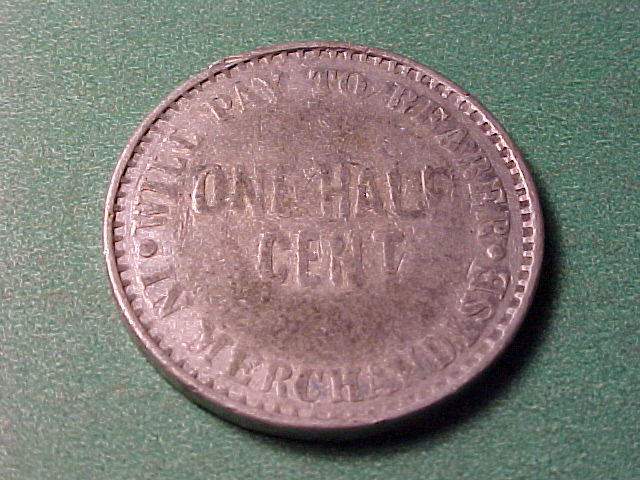 • WILL PAY TO BEARER •
ONE HALF
CENT
IN MERCHANDISE